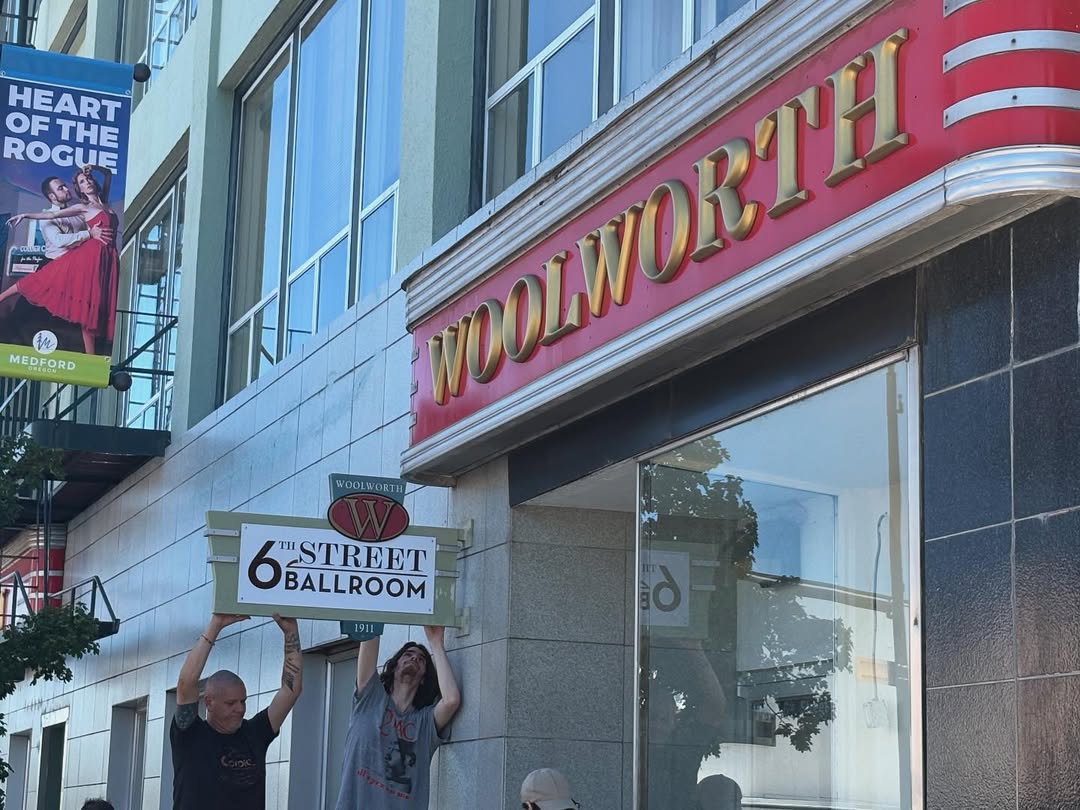 HEART
OF THE
ROGUE
MEDFORD
OREGON
WOOLWORTH
WOOLWORTH
W
6TH STREET
BALLROOM
1911